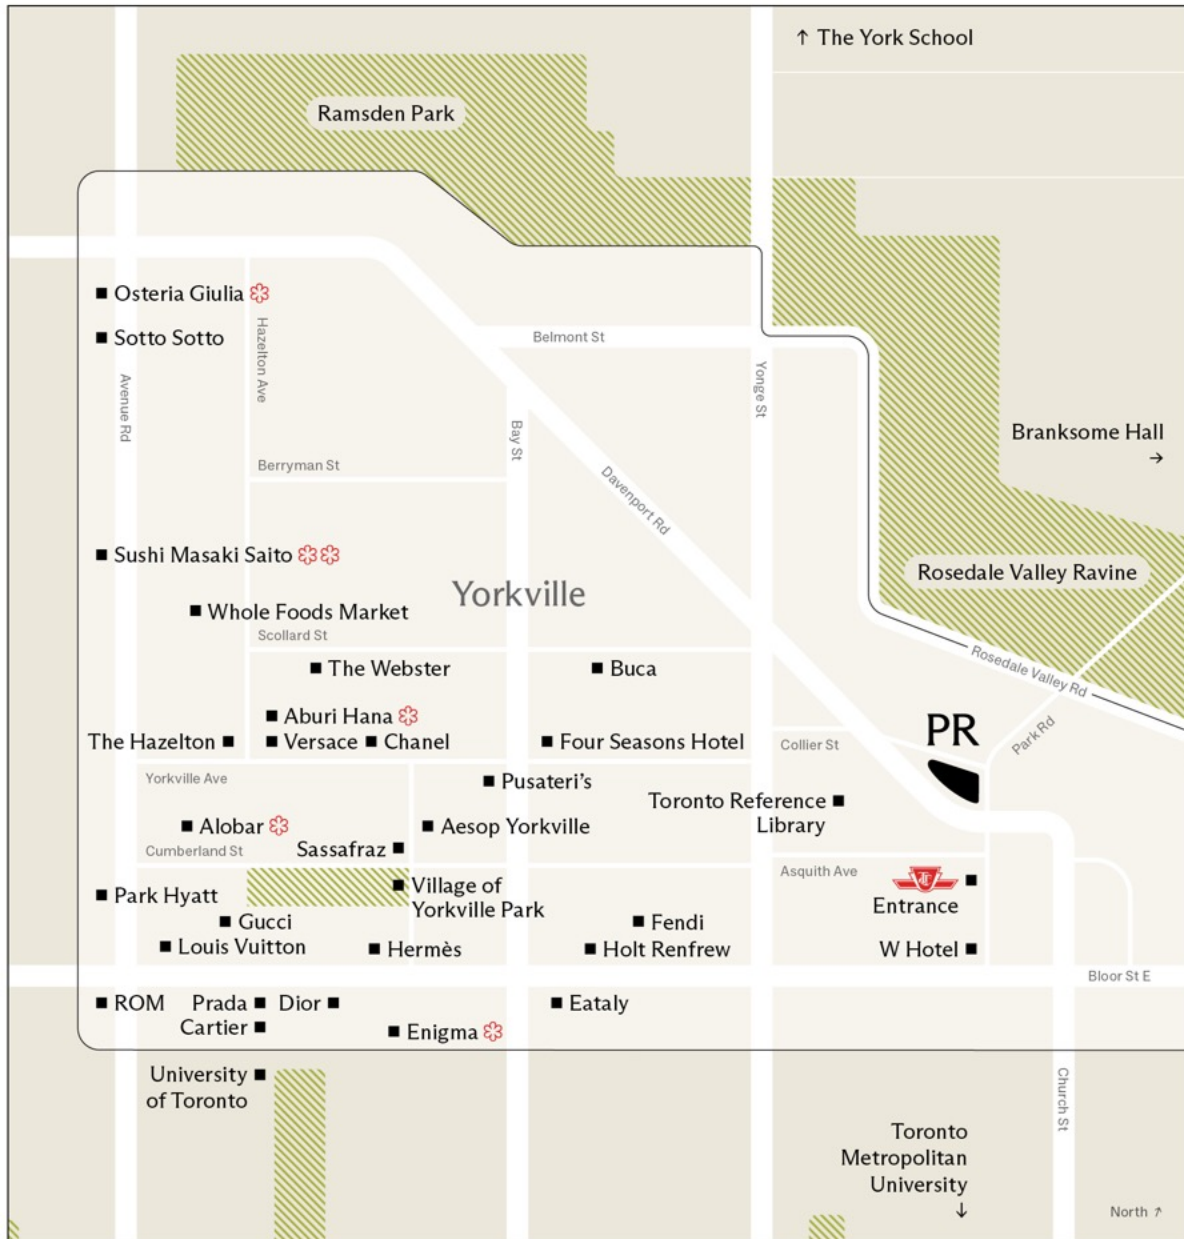 ↑ The York School
Ramsden Park
Osteria Giulia
Sotto Sotto
Hazelton Ave
Avenue Rd
Belmont St
Yonge St
Bay St
Berryman St
Davenport Rd
Branksome Hall
→
Sushi Masaki Saito
Yorkville
Rosedale Valley Ravine
Whole Foods Market
Scollard St
The Webster
Buca
Rosedale Valley Rd
Park Rd
Aburi Hana
The Hazelton
Versace
Chanel
Four Seasons Hotel
Collier St
PR
Yorkville Ave
Pusateri's
Toronto Reference
Library
Alobar
Aesop Yorkville
Cumberland St
Sassafraz
Asquith Ave
TTC
Entrance
Park Hyatt
Village of
Yorkville Park
Gucci
Fendi
Louis Vuitton
Hermès
Holt Renfrew
W Hotel
Bloor St E
ROM
Prada
Dior
Eataly
Cartier
Enigma
University
of Toronto
Church St
Toronto
Metropolitan
University
↓
North ↗